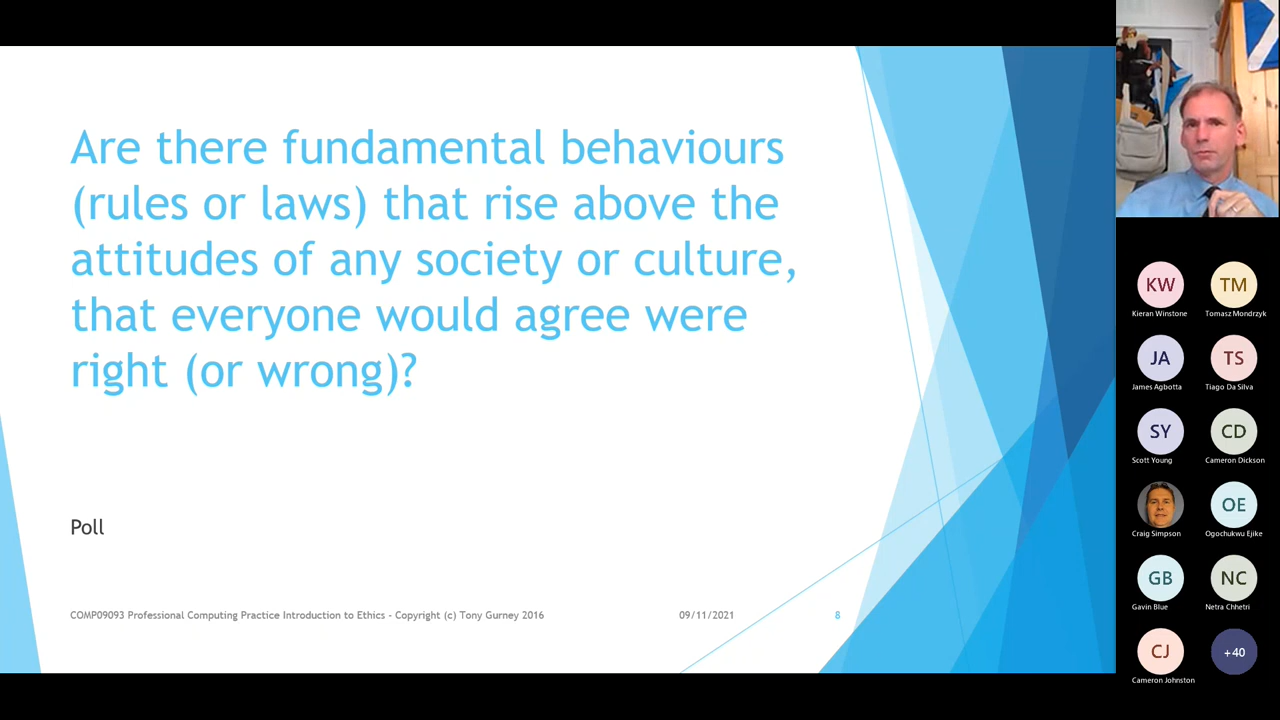 Are there fundamental behaviours
(rules or laws) that rise above the
attitudes of any society or culture,
that everyone would agree were
right (or wrong)?
Poll
COMP09093 Professional Computing Practice Introduction to Ethics - Copyright (c) Tony Gurney 2016
09/11/2021
8
KW
TM
Kieran Winstone
Tomasz Mondrzyk
JA
TS
James Agbotta
Tiago Da Silva
SY
CD
Scott Young
Cameron Dickson
OE
Craig Simpson
Ogochukwu Ejike
GB
NC
Gavin Blue
Netra Chhetri
CJ
+40
Cameron Johnston